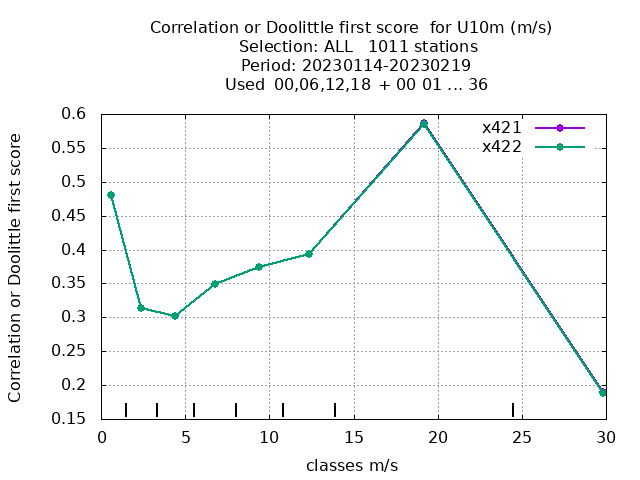 Correlation or Doolittle first score  for U10m (m/s)
Selection: ALL   1011 stations
Period: 20230114-20230219
Used  00,06,12,18  + 00 01 ... 36
x421
x422
Correlation or Doolittle first score
0.6
0.55
0.5
0.45
0.4
0.35
0.3
0.25
0.2
0.15
0 5 10 15 20 25 30
classes m/s